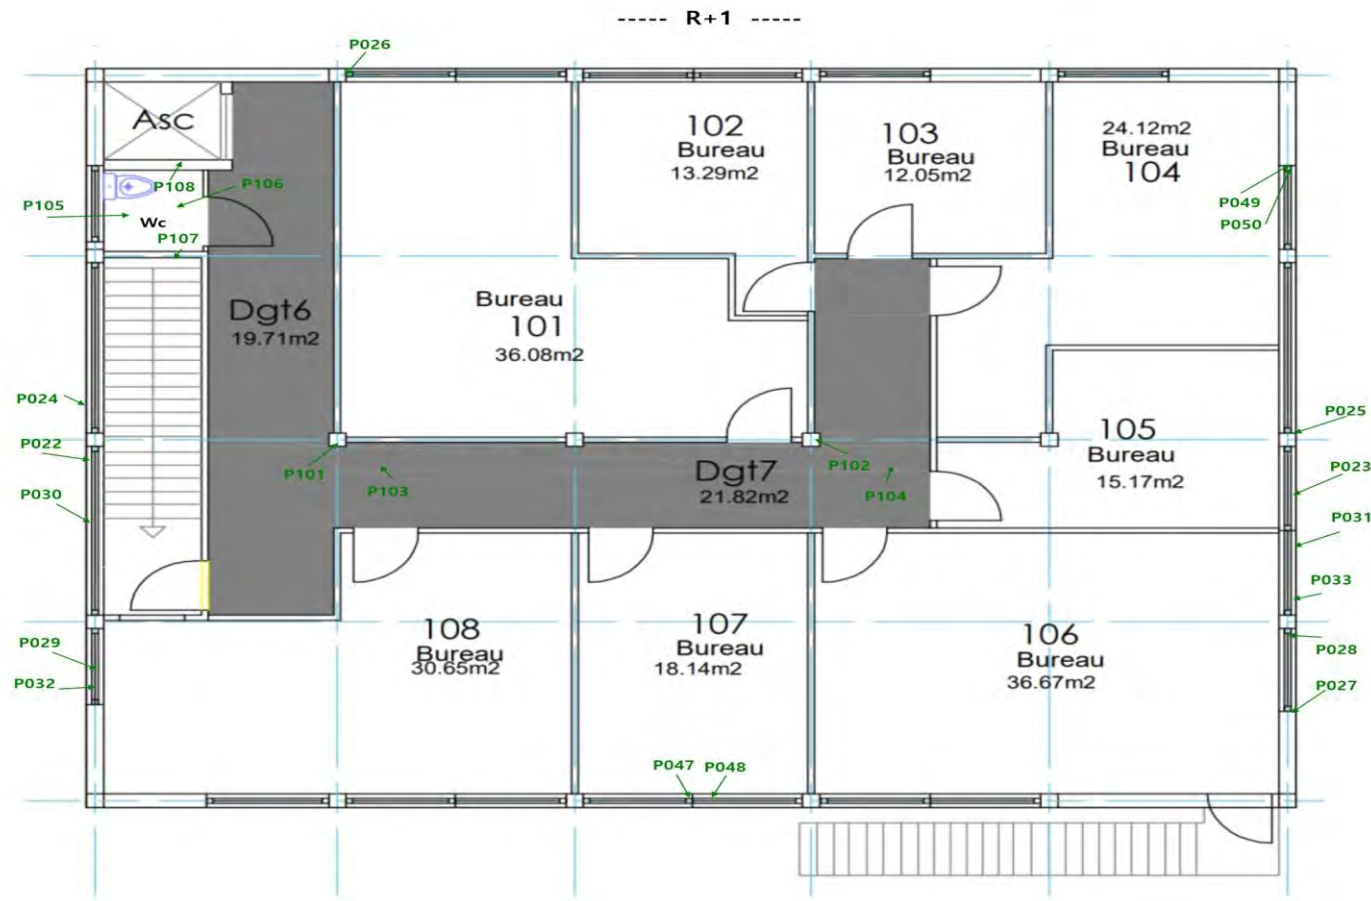 ----- R+1 -----
P026
Asc
P108
P106
P105
Wc
P107
102
Bureau
13.29m2
103
Bureau
12.05m2
24.12m2
Bureau
104
P049
P050
Dgt6
19.71m2
Bureau
101
36.08m2
P024
P022
P030
P025
P023
P031
P033
105
Bureau
15.17m2
P101
P103
Dgt7
21.82m2
P102
P104
108
Bureau
30.65m2
107
Bureau
18.14m2
106
Bureau
36.67m2
P029
P032
P028
P027
P047
P048